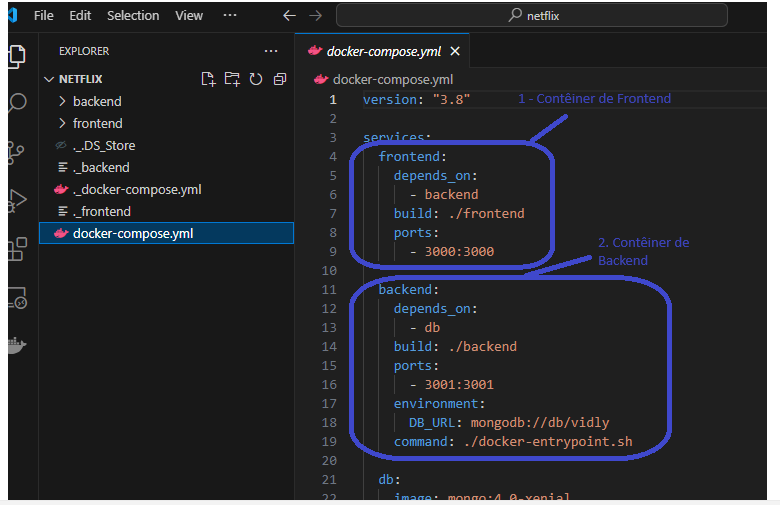 File Edit Selection View ··· netflix
EXPLORER ···
NETFLIX
backend
frontend
._.DS_Store
._backend
._docker-compose.yml
._frontend
docker-compose.yml
docker-compose.yml
docker-compose.yml
1 version: "3.8"
1 - Contêiner de Frontend
2
3 services:
4 frontend:
5 depends_on:
6 - backend
7 build: ./frontend
8 ports:
9 - 3000:3000
2. Contêiner de
Backend
10
11 backend:
12 depends_on:
13 - db
14 build: ./backend
15 ports:
16 - 3001:3001
17 environment:
18 DB_URL: mongodb://db/vidly
19 command: ./docker-entrypoint.sh
20
21 db:
22 image: mongo:4.0-xenial